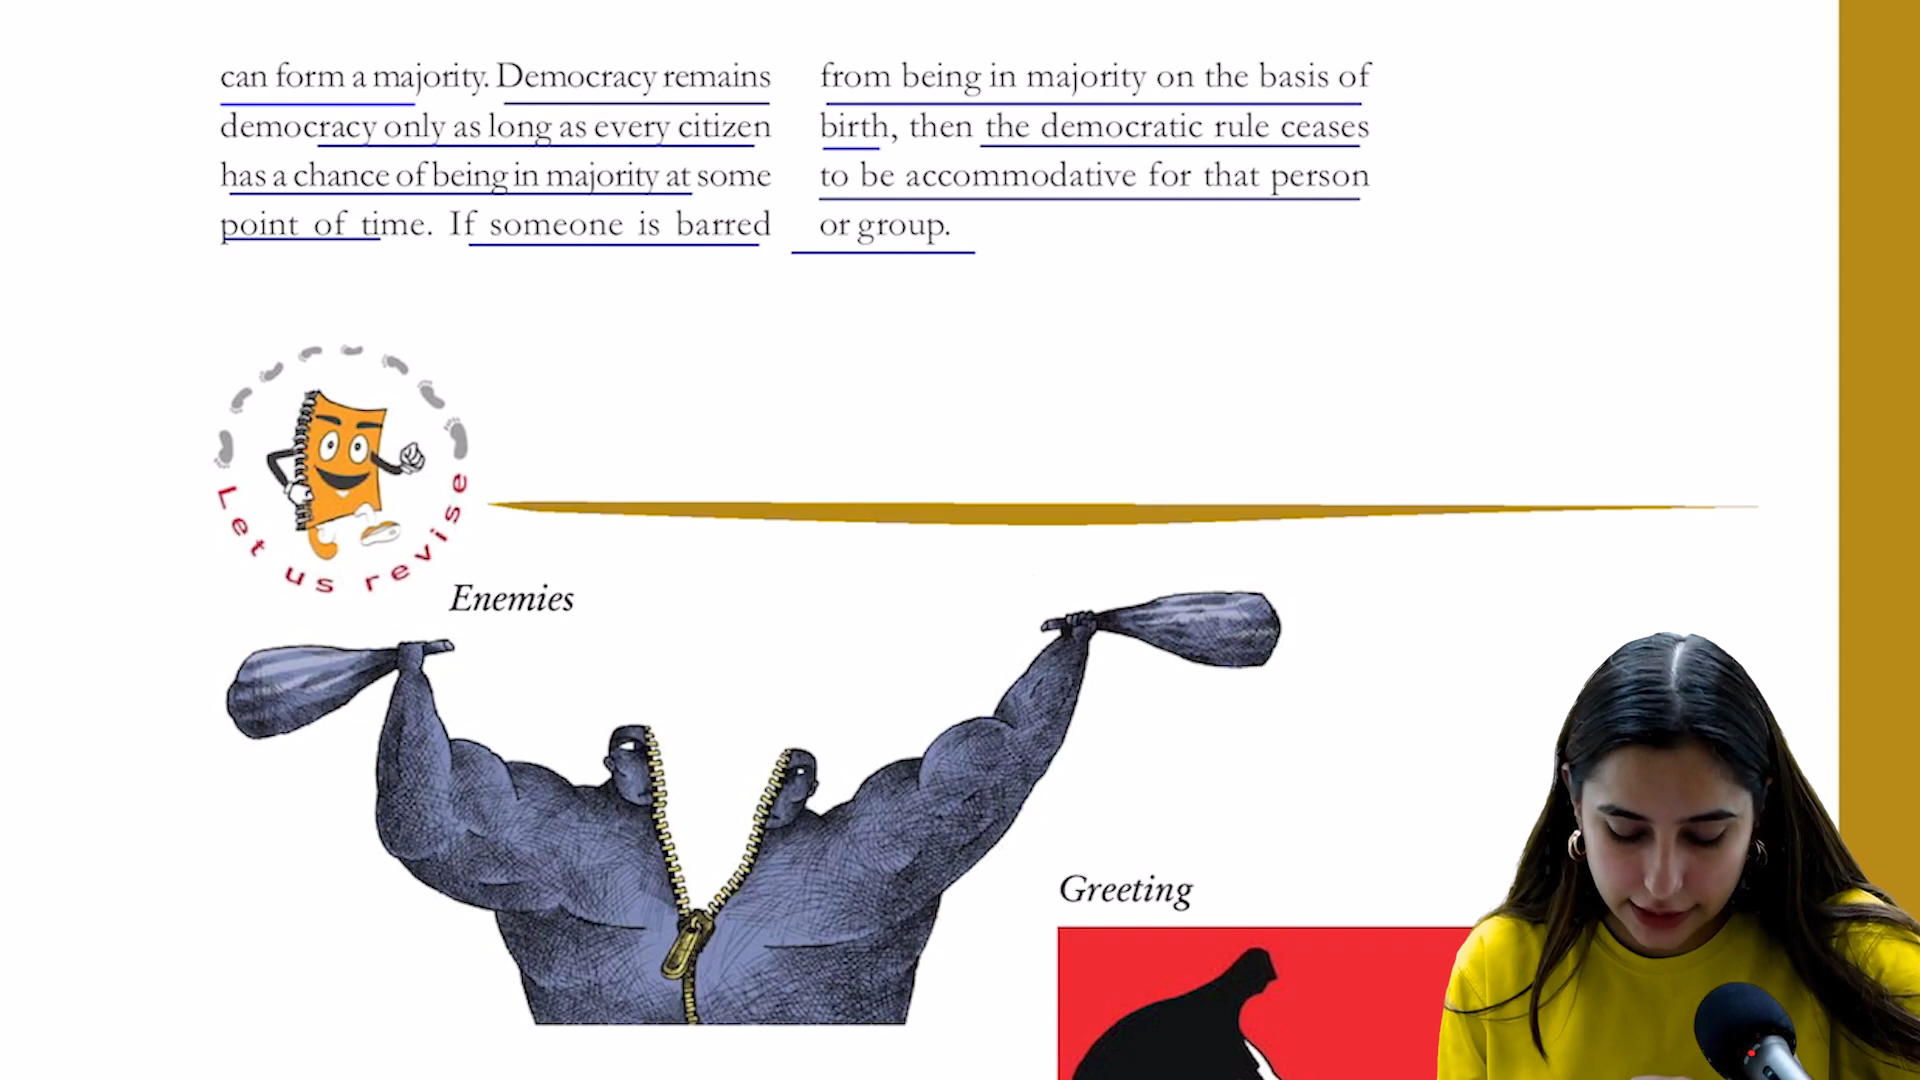 can form a majority. Democracy remains
democracy only as long as every citizen
has a chance of being in majority at some
point of time. If someone is barred
from being in majority on the basis of
birth, then the democratic rule ceases
to be accommodative for that person
or group.
Let us revise
Enemies
Greeting